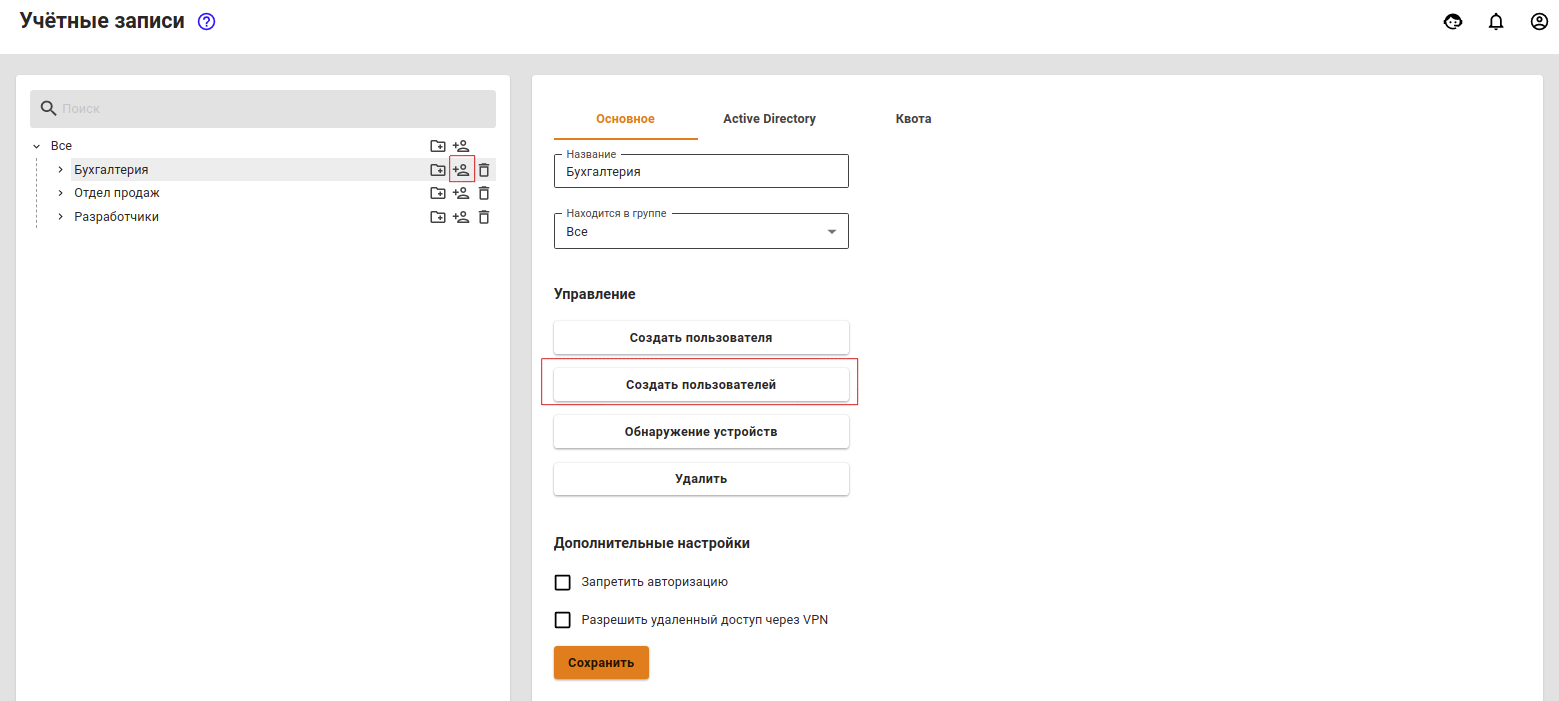 Учётные записи
Поиск
Все
Бухгалтерия
Отдел продаж
Разработчики
Основное Active Directory Квота
Название
Бухгалтерия
Находится в группе
Все
Управление
Создать пользователя
Создать пользователей
Обнаружение устройств
Удалить
Дополнительные настройки
Запретить авторизацию
Разрешить удаленный доступ через VPN
Сохранить